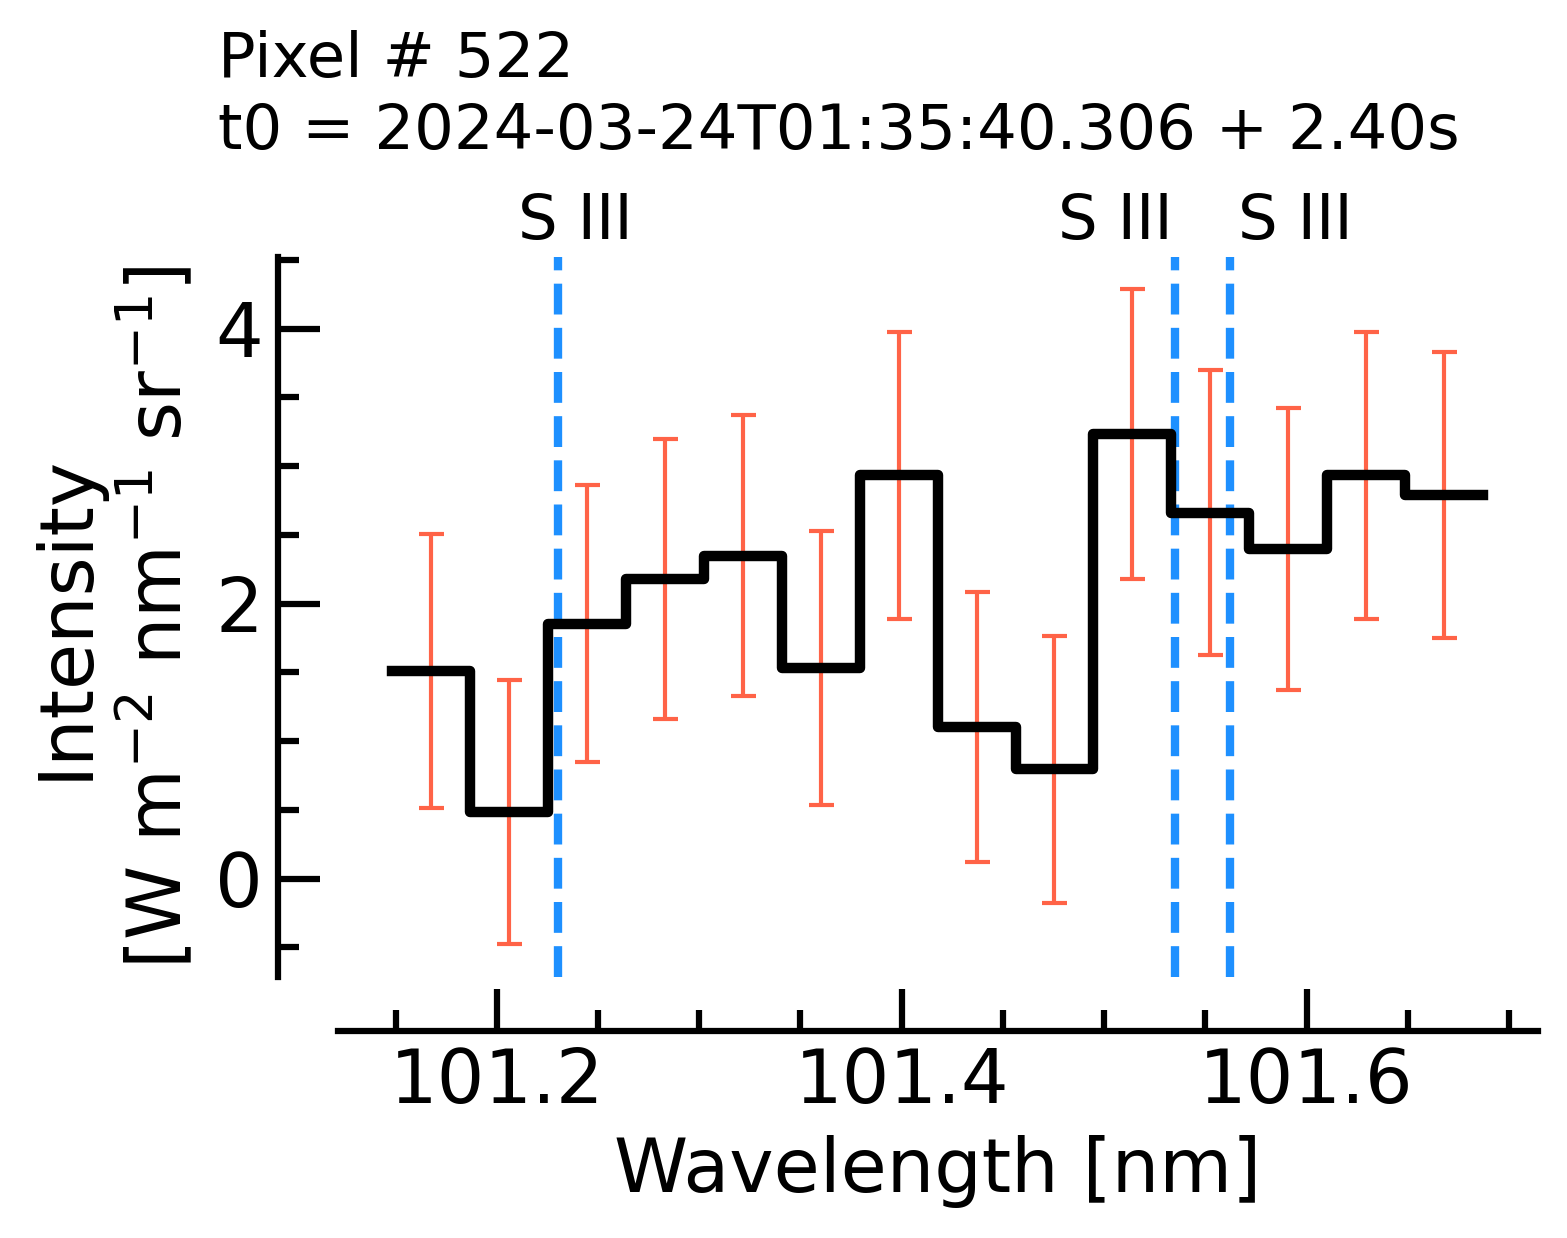 Pixel # 522
t0 = 2024-03-24T01:35:40.306 + 2.40s
S III S III S III
Intensity
[W m⁻² nm⁻¹ sr⁻¹]
4
2
0
101.2 101.4 101.6
Wavelength [nm]